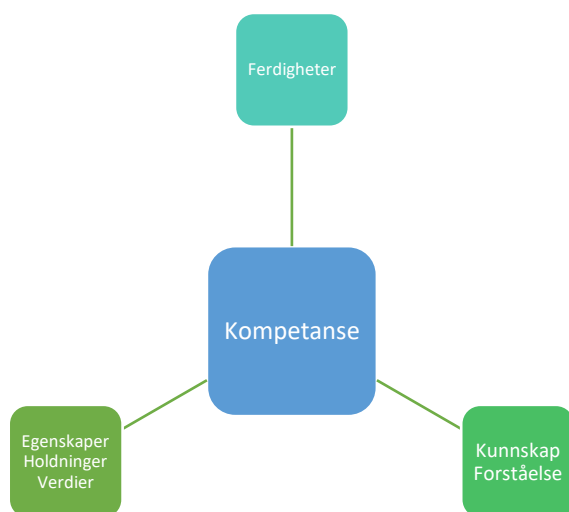 Ferdigheter
Kompetanse
Egenskaper
Holdninger
Verdier
Kunnskap
Forståelse